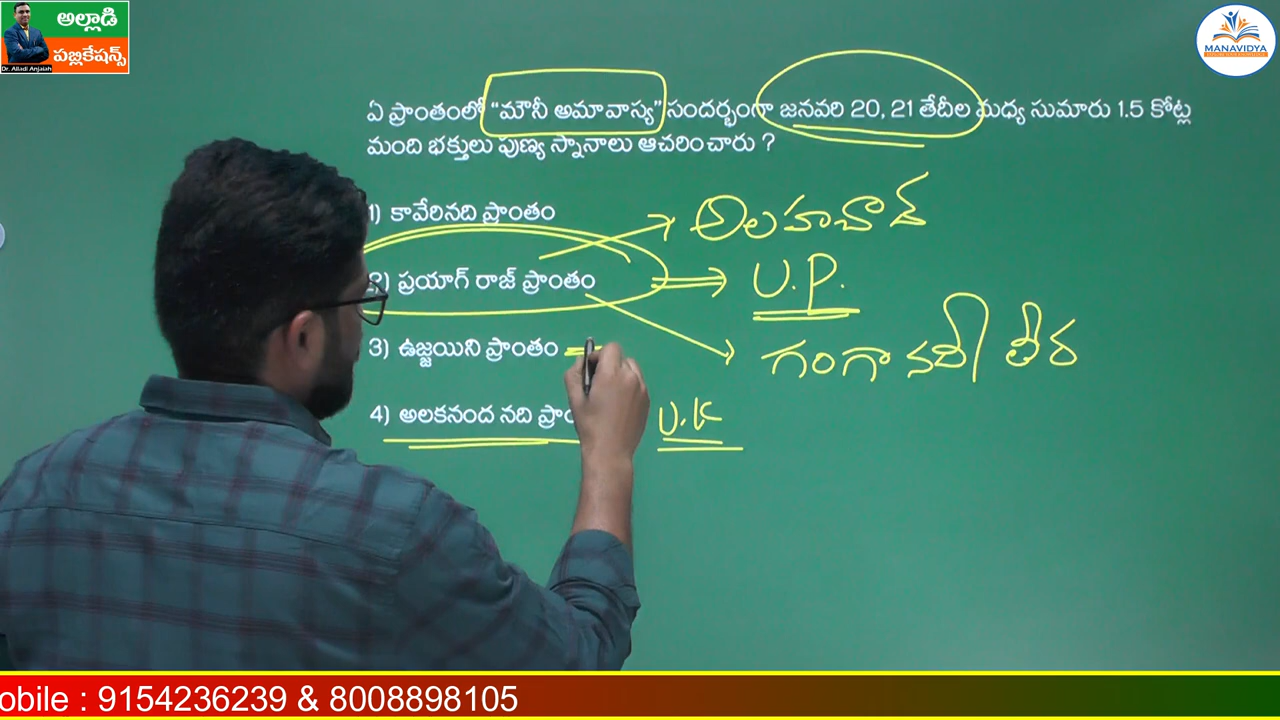 అల్లాడి
పబ్లికేషన్స్
Dr. Alladi Anjaiah
MANAVIDYA
ఏ ప్రాంతంలో “మౌనీ అమావాస్య” సందర్భంగా జనవరి 20, 21 తేదీల మధ్య సుమారు 1.5 కోట్ల
మంది భక్తులు పుణ్య స్నానాలు ఆచరించారు ?
1) కావేరినది ప్రాంతం
అలహాబాద్
2) ప్రయాగ్ రాజ్ ప్రాంతం
U.P.
3) ఉజ్జయిని ప్రాంతం
గంగా నదీ తీర
4) అలకనంద నది ప్రాం
U.K
obile : 9154236239 & 8008898105